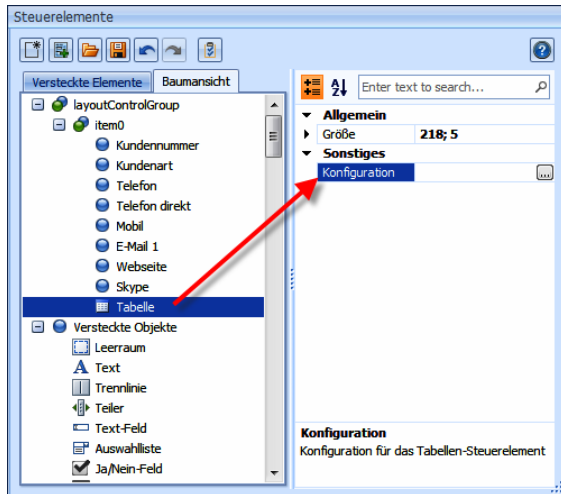 Steuerelemente
Versteckte Elemente Baumansicht
layoutControlGroup
item0
Kundennummer
Kundenart
Telefon
Telefon direkt
Mobil
E-Mail 1
Webseite
Skype
Tabelle
Versteckte Objekte
Leerraum
Text
Trennlinie
Teiler
Text-Feld
Auswahlliste
Ja/Nein-Feld
Enter text to search...
Allgemein
Größe 218; 5
Sonstiges
Konfiguration ...
Konfiguration
Konfiguration für das Tabellen-Steuerelement